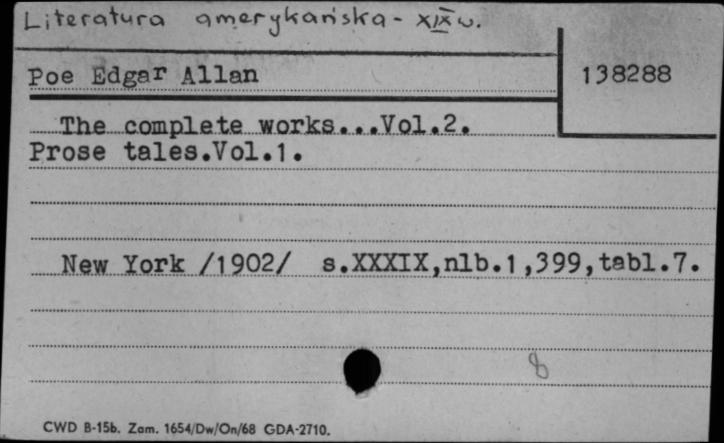 Literatura amerykańska - XIX w.
Poe Edgar Allan
138288
The complete works...Vol.2.
Prose tales.Vol.1.
New York /1902/ s.XXXIX,nlb.1,399,tabl.7.
8
CWD B-15b. Zam. 1654/Dw/On/68 GDA-2710.